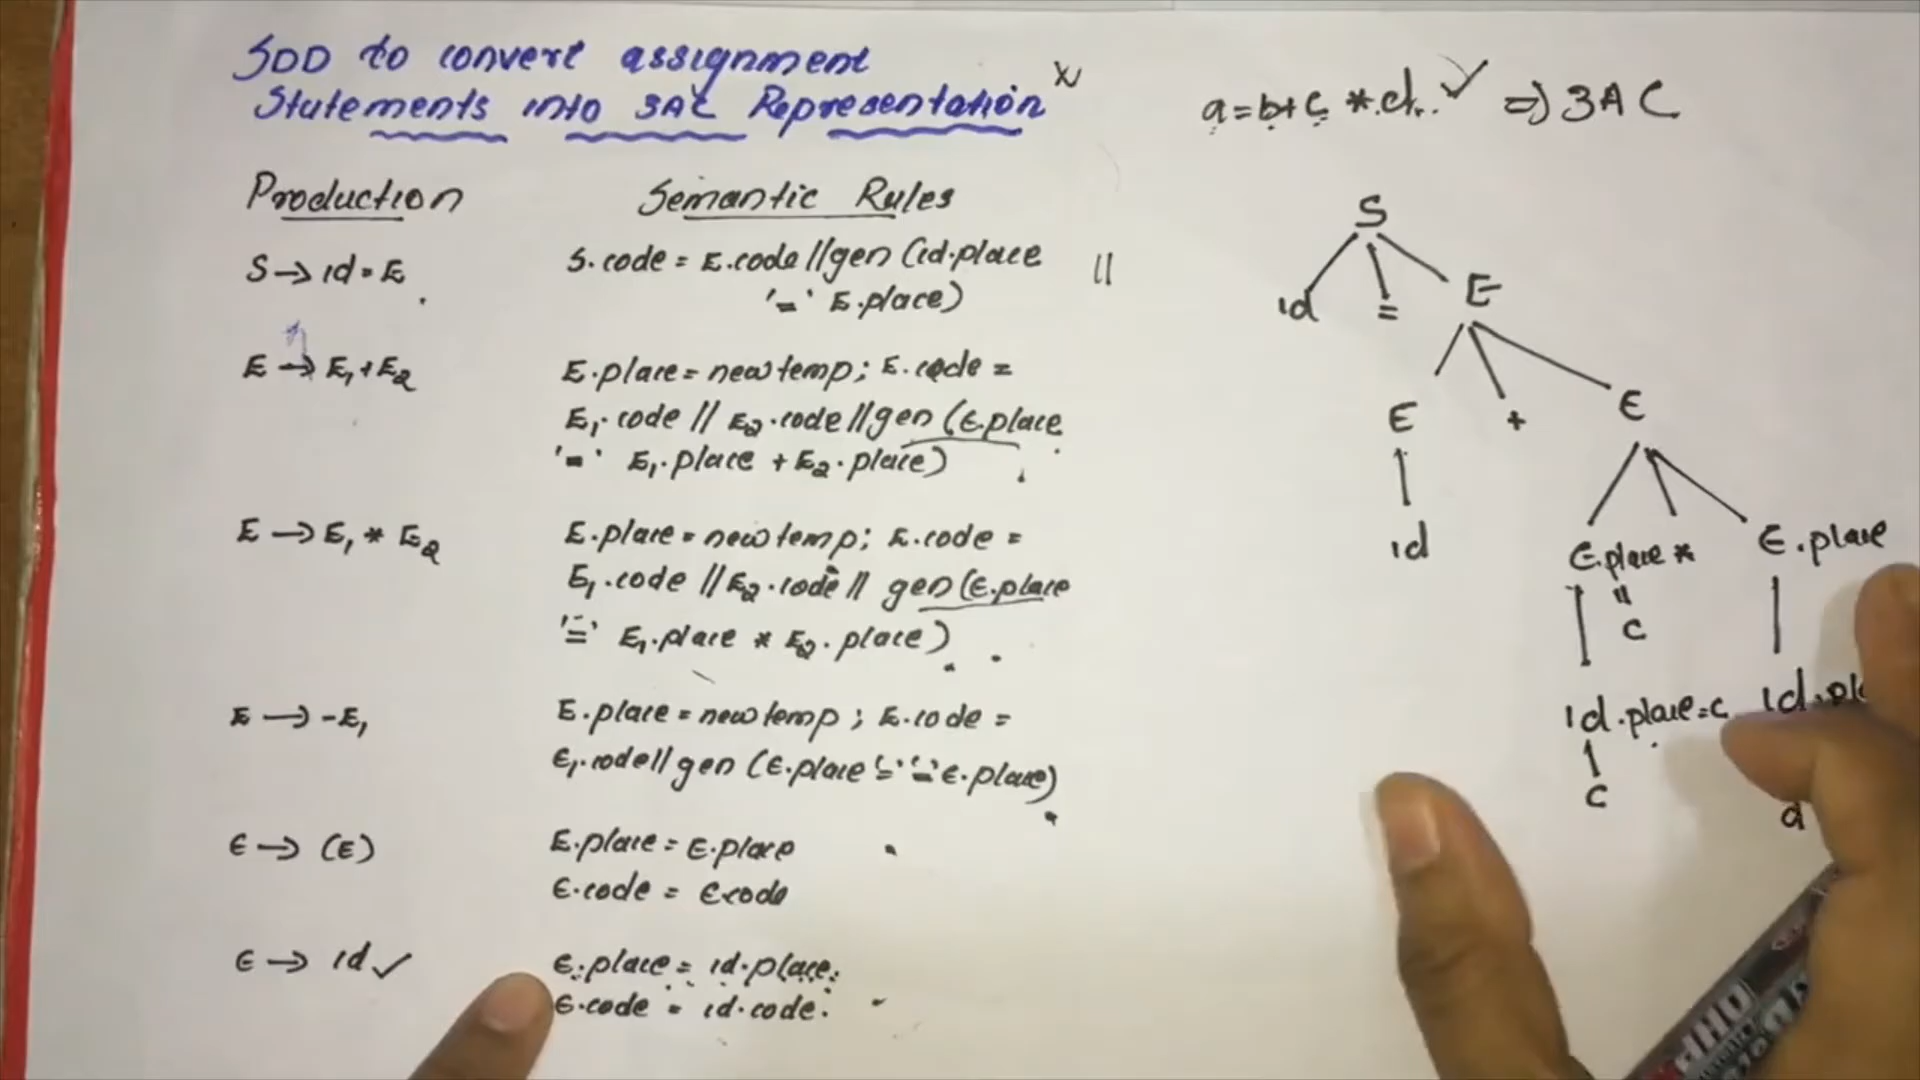 SDD to convert assignment
Statements into 3AC Representation
Production Semantic Rules
S → id = E S.code = E.code // gen (id.place ||
'=' E.place)
E → E1 + E2 E.place = newtemp; E.code =
E1.code // E2.code // gen (E.place
'=' E1.place + E2.place)
E → E1 * E2 E.place = newtemp; E.code =
E1.code // E2.code // gen (E.place
'=' E1.place * E2.place)
E → -E1 E.place = newtemp; E.code =
E1.code // gen (E.place '=' '-' E.place)
E → (E) E.place = E.place
E.code = E.code
E → id ✓ E.place = id.place.
E.code = id.code.
a = b + c * d.. ✓ => 3AC
S
id = E
E + E
id
E.place * E.place
=
c
id.place = c id.
c d
OHP